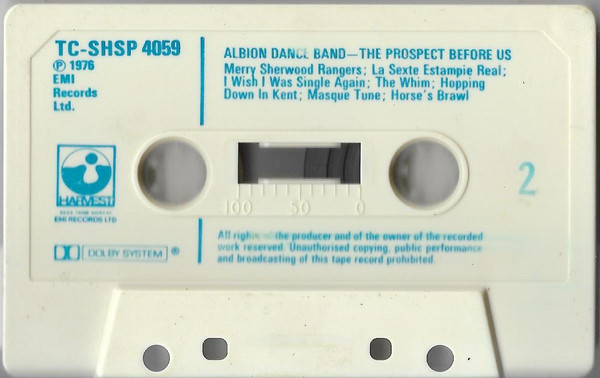 TC-SHSP 4059
℗ 1976
EMI
Records
Ltd.
ALBION DANCE BAND—THE PROSPECT BEFORE US
Merry Sherwood Rangers; La Sexte Estampie Real;
I Wish I Was Single Again; The Whim; Hopping
Down In Kent; Masque Tune; Horse's Brawl
HARVEST
EMI RECORDS LTD
2
100 50 0
DOLBY SYSTEM ®
All rights the producer and of the owner of the recorded
work reserved. Unauthorised copying, public performance
and broadcasting of this tape record prohibited.